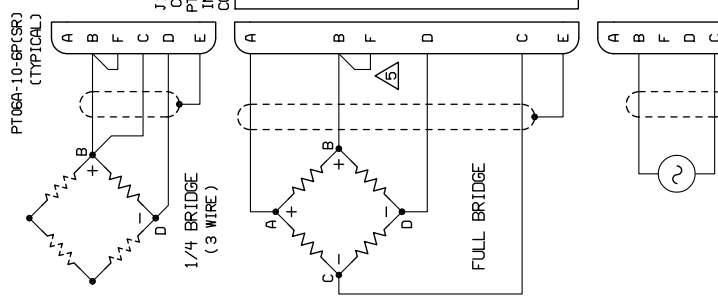 PT06A-10-6P(SR)
(TYPICAL)
A
B
F
C
D
E
B
+
-
D
1/4 BRIDGE
(3 WIRE)
A
B
F
D
C
E
5
B
+
A
+
-
D
-
C
FULL BRIDGE
A
B
F
D
C